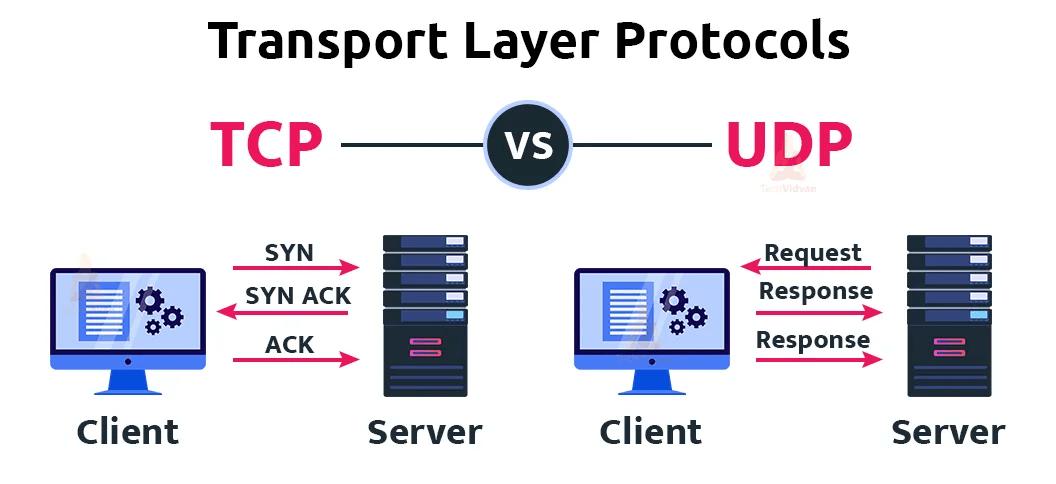 Transport Layer Protocols
TCP VS UDP
TechVidvan
SYN
SYN ACK
ACK
Client
Server
Request
Response
Response
Client
Server